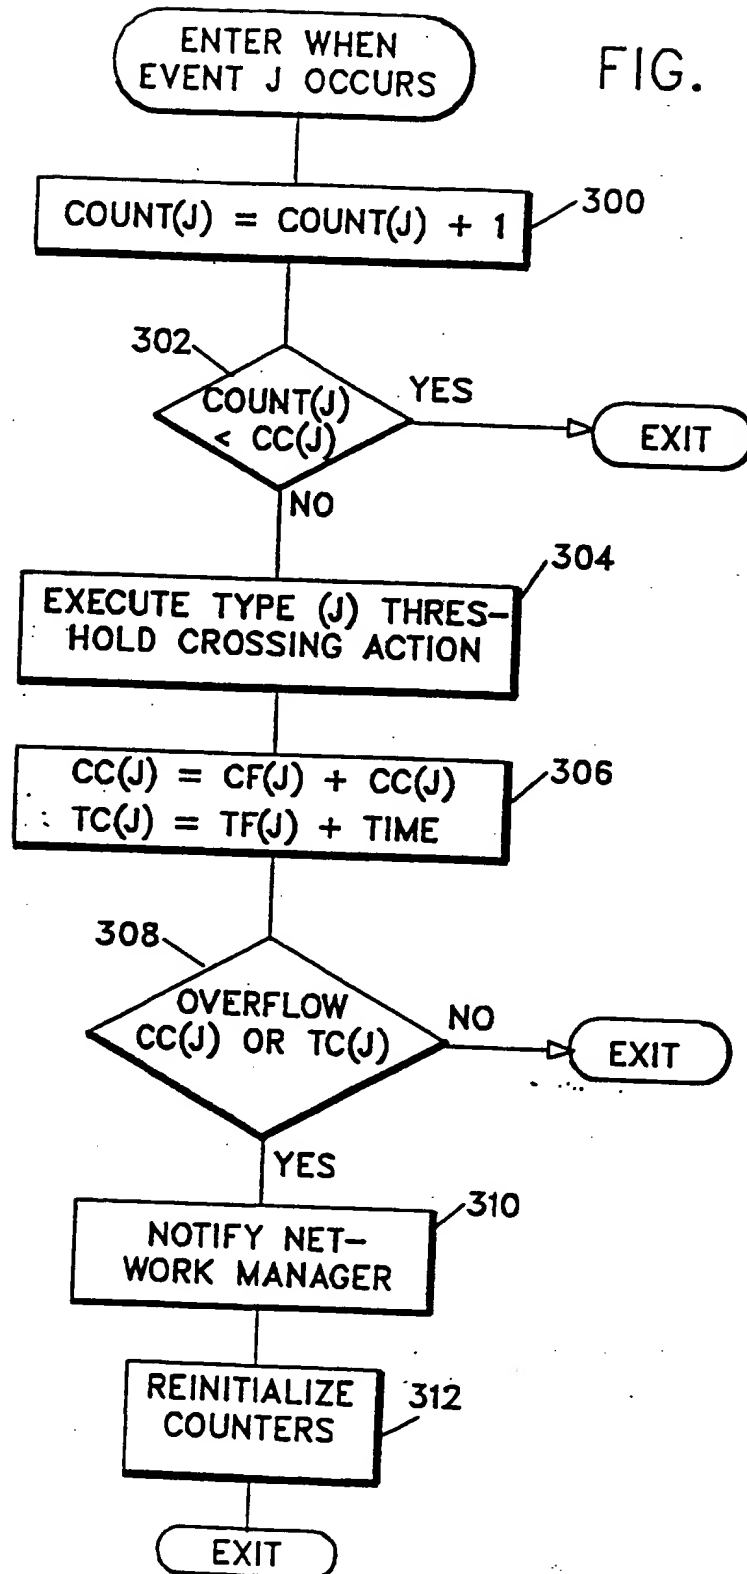 ENTER WHEN
EVENT J OCCURS
FIG.
COUNT(J) = COUNT(J) + 1
300
302
COUNT(J)
< CC(J)
YES
EXIT
NO
304
EXECUTE TYPE (J) THRES-
HOLD CROSSING ACTION
CC(J) = CF(J) + CC(J)
TC(J) = TF(J) + TIME
306
308
OVERFLOW
CC(J) OR TC(J)
NO
EXIT
YES
310
NOTIFY NET-
WORK MANAGER
REINITIALIZE
COUNTERS
312
EXIT